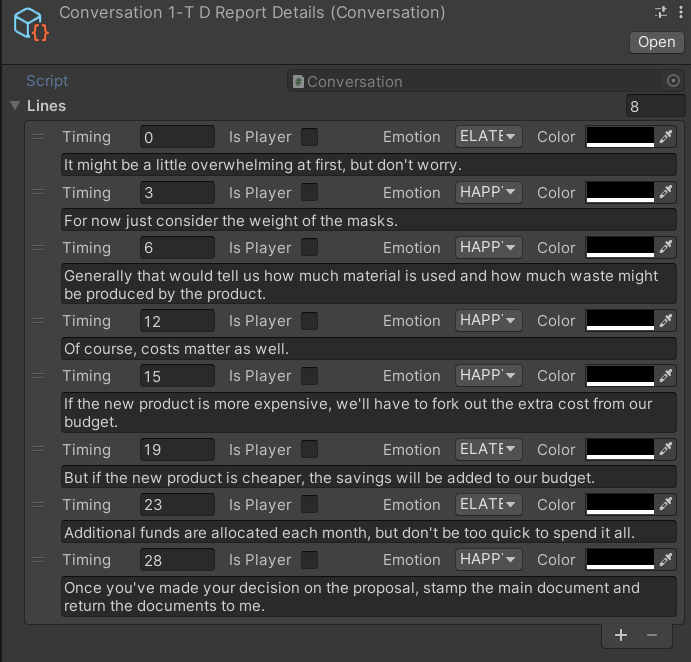 Conversation 1-T D Report Details (Conversation)
Open
Script Conversation
Lines 8
Timing 0 Is Player Emotion ELATE Color
It might be a little overwhelming at first, but don't worry.
Timing 3 Is Player Emotion HAPP Color
For now just consider the weight of the masks.
Timing 6 Is Player Emotion HAPP Color
Generally that would tell us how much material is used and how much waste might
be produced by the product.
Timing 12 Is Player Emotion HAPP Color
Of course, costs matter as well.
Timing 15 Is Player Emotion HAPP Color
If the new product is more expensive, we'll have to fork out the extra cost from our
budget.
Timing 19 Is Player Emotion ELATE Color
But if the new product is cheaper, the savings will be added to our budget.
Timing 23 Is Player Emotion ELATE Color
Additional funds are allocated each month, but don't be too quick to spend it all.
Timing 28 Is Player Emotion HAPP Color
Once you've made your decision on the proposal, stamp the main document and
return the documents to me.